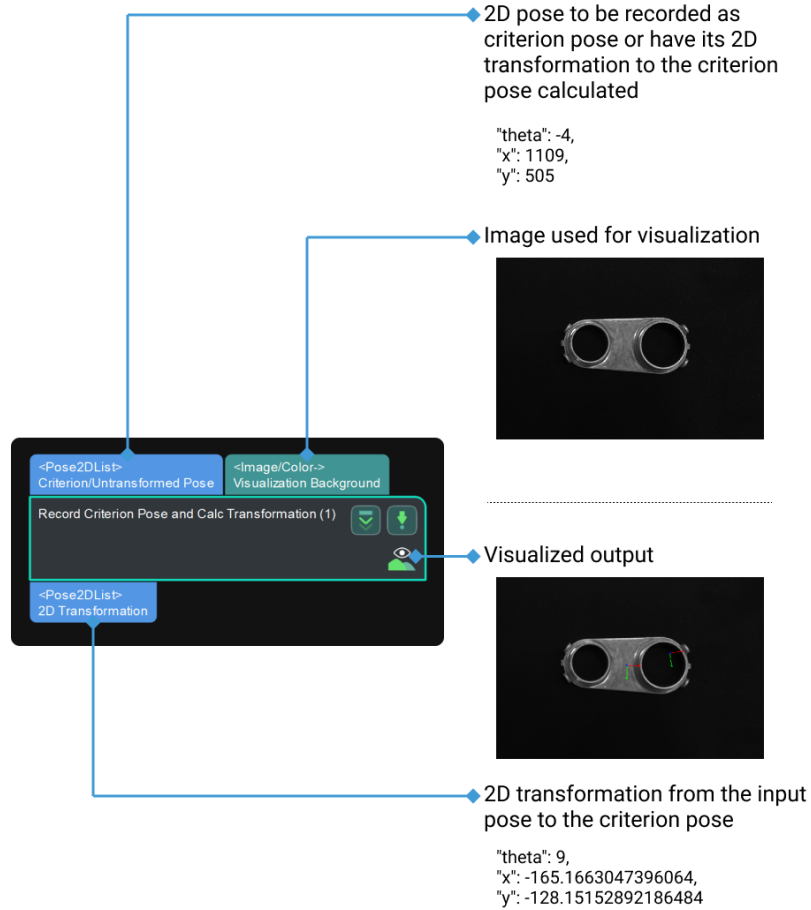 2D pose to be recorded as
criterion pose or have its 2D
transformation to the criterion
pose calculated
"theta": -4,
"x": 1109,
"y": 505
Image used for visualization
<Pose2DList>
Criterion/Untransformed Pose
<Image/Color->
Visualization Background
Record Criterion Pose and Calc Transformation (1)
<Pose2DList>
2D Transformation
Visualized output
2D transformation from the input
pose to the criterion pose
"theta": 9,
"x": -165.1663047396064,
"y": -128.15152892186484